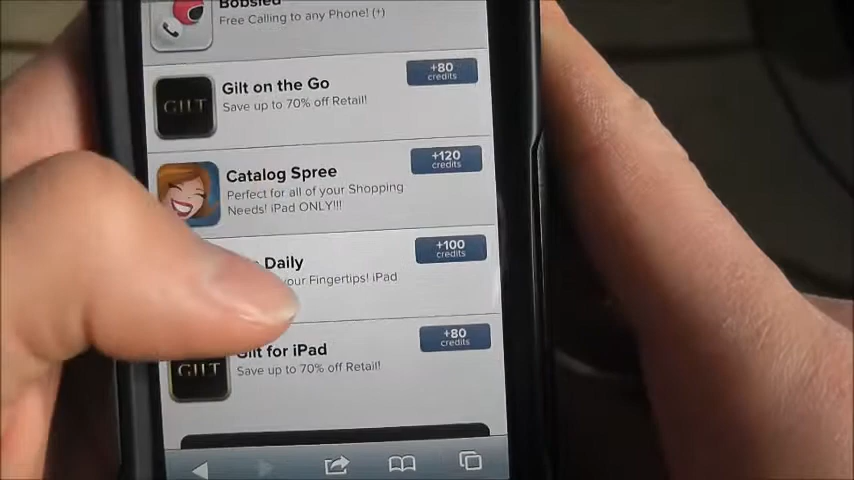 Bobsled
Free Calling to any Phone! (+)
GILT
Gilt on the Go
Save up to 70% off Retail!
+80
credits
Catalog Spree
Perfect for all of your Shopping
Needs! iPad ONLY!!!
+120
credits
Daily
your Fingertips! iPad
+100
credits
GILT
Gilt for iPad
Save up to 70% off Retail!
+80
credits